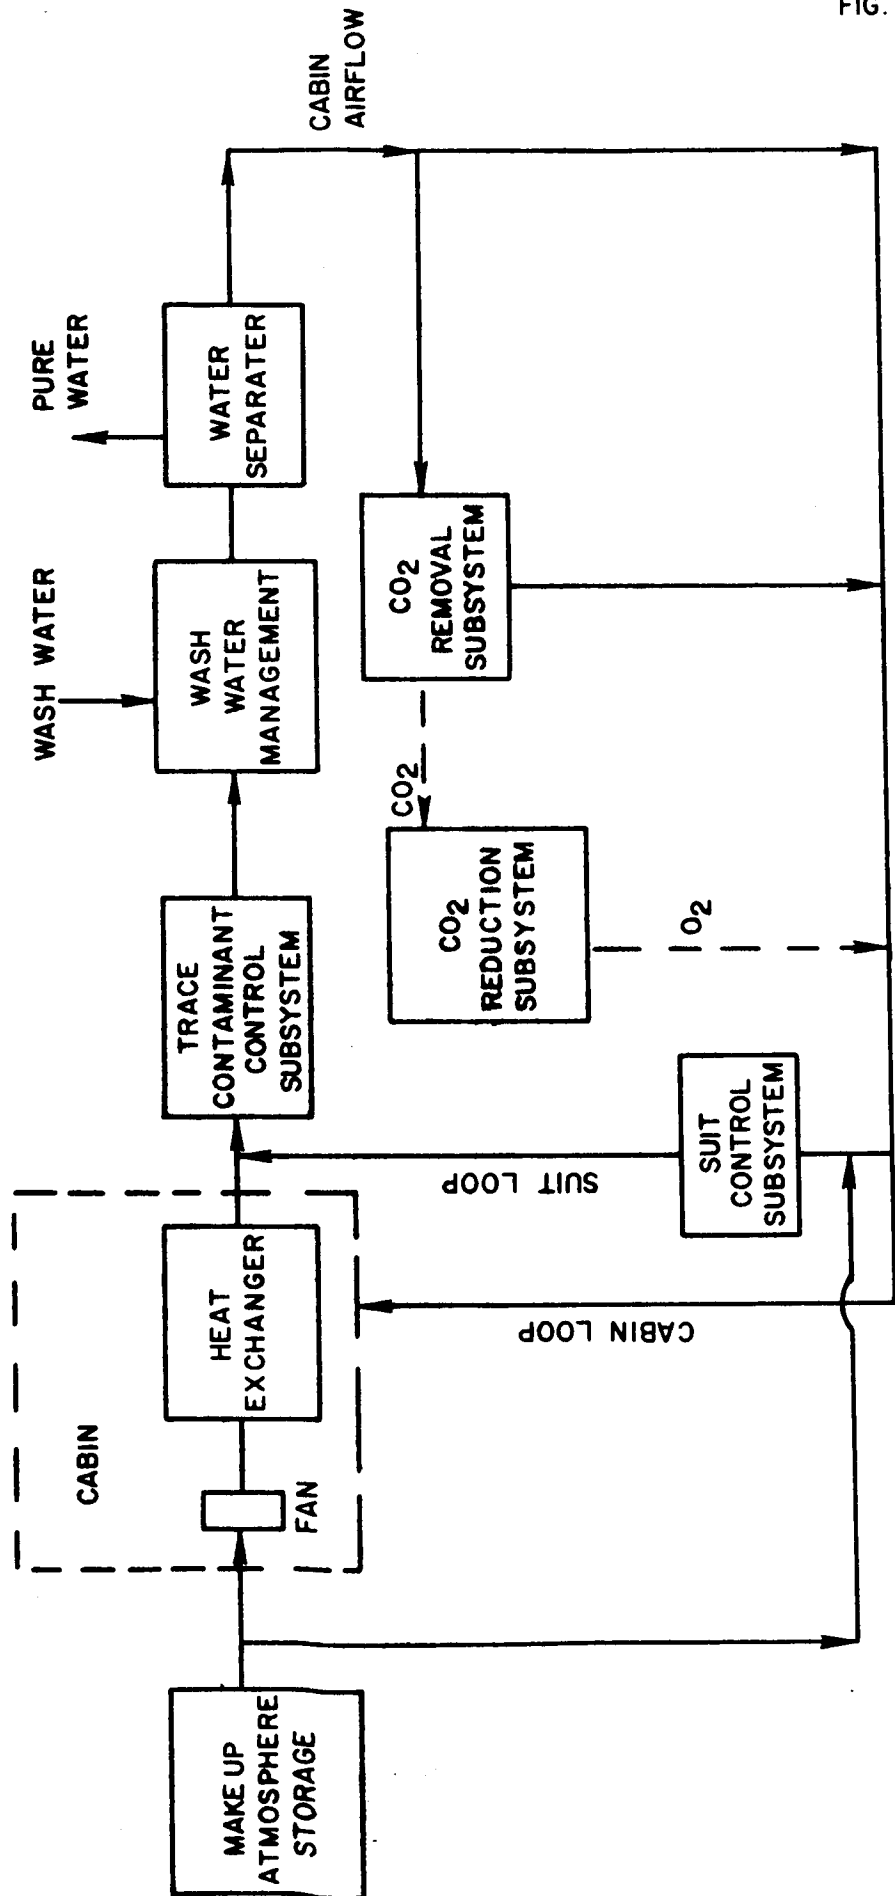 FIG.
CABIN
AIRFLOW
PURE
WATER
WATER
SEPARATER
WASH WATER
WASH
WATER
MANAGEMENT
CO2
REMOVAL
SUBSYSTEM
CO2
CO2
REDUCTION
SUBSYSTEM
O2
TRACE
CONTAMINANT
CONTROL
SUBSYSTEM
SUIT
CONTROL
SUBSYSTEM
SUIT LOOP
CABIN LOOP
HEAT
EXCHANGER
CABIN
FAN
MAKE UP
ATMOSPHERE
STORAGE